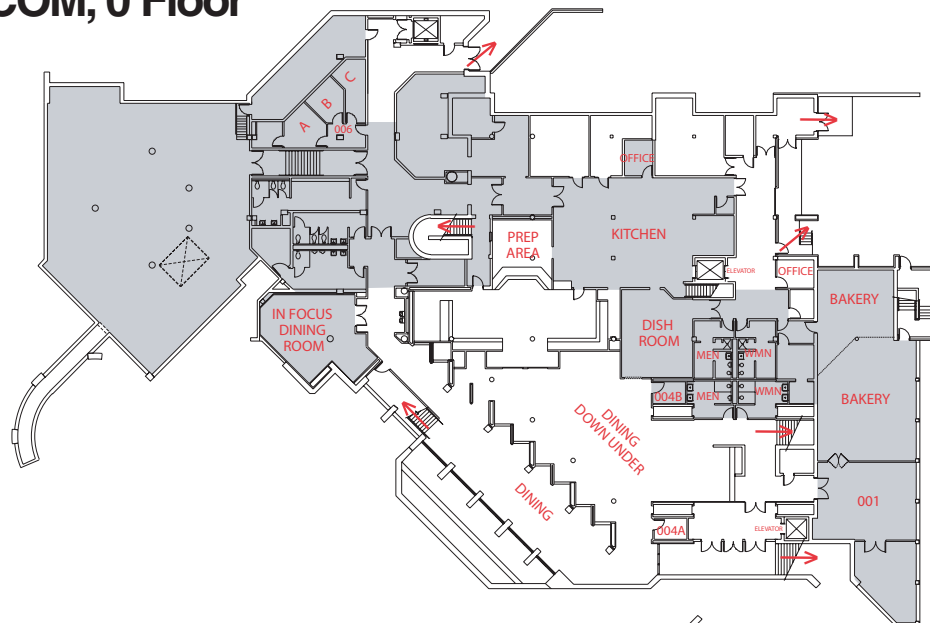 COM, 0 Floor
C
B
A
006
OFFICE
PREP
AREA
KITCHEN
ELEVATOR
OFFICE
BAKERY
IN FOCUS
DINING
ROOM
DISH
ROOM
MEN
WMN
004B
MEN
WMN
BAKERY
DINING
DOWN UNDER
DINING
001
004A
ELEVATOR